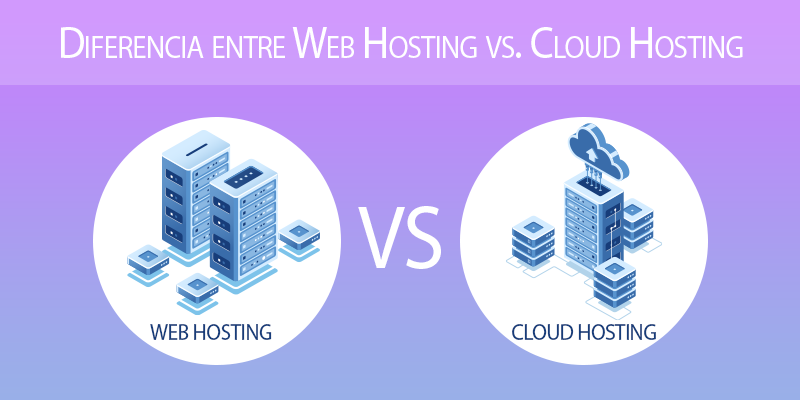 Diferencia entre Web Hosting vs. Cloud Hosting
VS
WEB HOSTING
CLOUD HOSTING